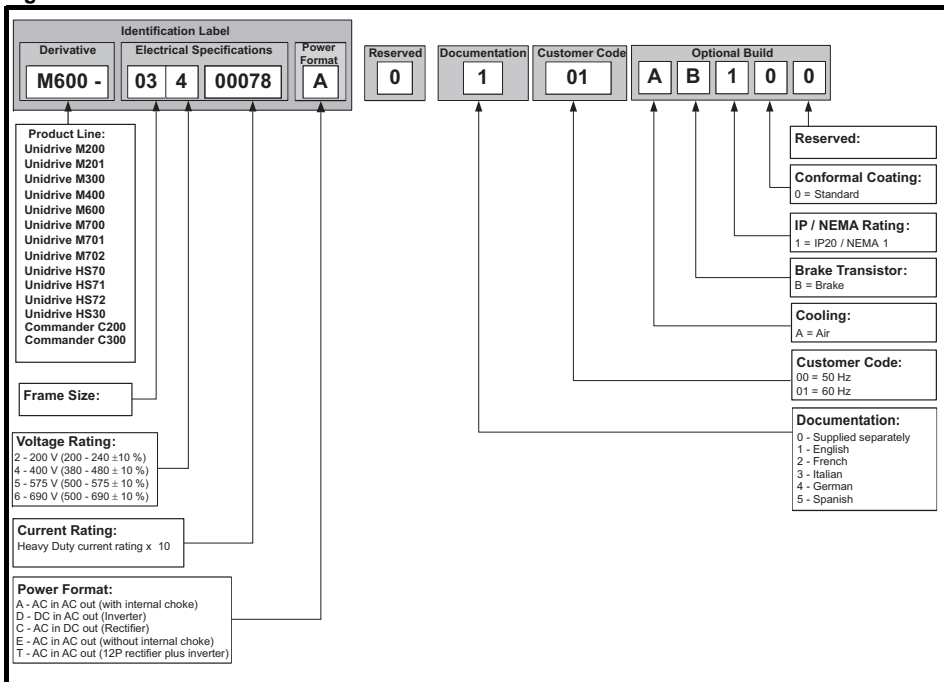 Identification Label
Derivative
Electrical Specifications
Power Format
Reserved
Documentation
Customer Code
Optional Build
M600 -
03
4
00078
A
0
1
01
A
B
1
0
0
Product Line:
Unidrive M200
Unidrive M201
Unidrive M300
Unidrive M400
Unidrive M600
Unidrive M700
Unidrive M701
Unidrive M702
Unidrive HS70
Unidrive HS71
Unidrive HS72
Unidrive HS30
Commander C200
Commander C300
Frame Size:
Voltage Rating:
2 - 200 V (200 - 240 ±10 %)
4 - 400 V (380 - 480 ± 10 %)
5 - 575 V (500 - 575 ± 10 %)
6 - 690 V (500 - 690 ± 10 %)
Current Rating:
Heavy Duty current rating x 10
Power Format:
A - AC in AC out (with internal choke)
D - DC in AC out (Inverter)
C - AC in DC out (Rectifier)
E - AC in AC out (without internal choke)
T - AC in AC out (12P rectifier plus inverter)
Reserved:
Conformal Coating:
0 = Standard
IP / NEMA Rating:
1 = IP20 / NEMA 1
Brake Transistor:
B = Brake
Cooling:
A = Air
Customer Code:
00 = 50 Hz
01 = 60 Hz
Documentation:
0 - Supplied separately
1 - English
2 - French
3 - Italian
4 - German
5 - Spanish